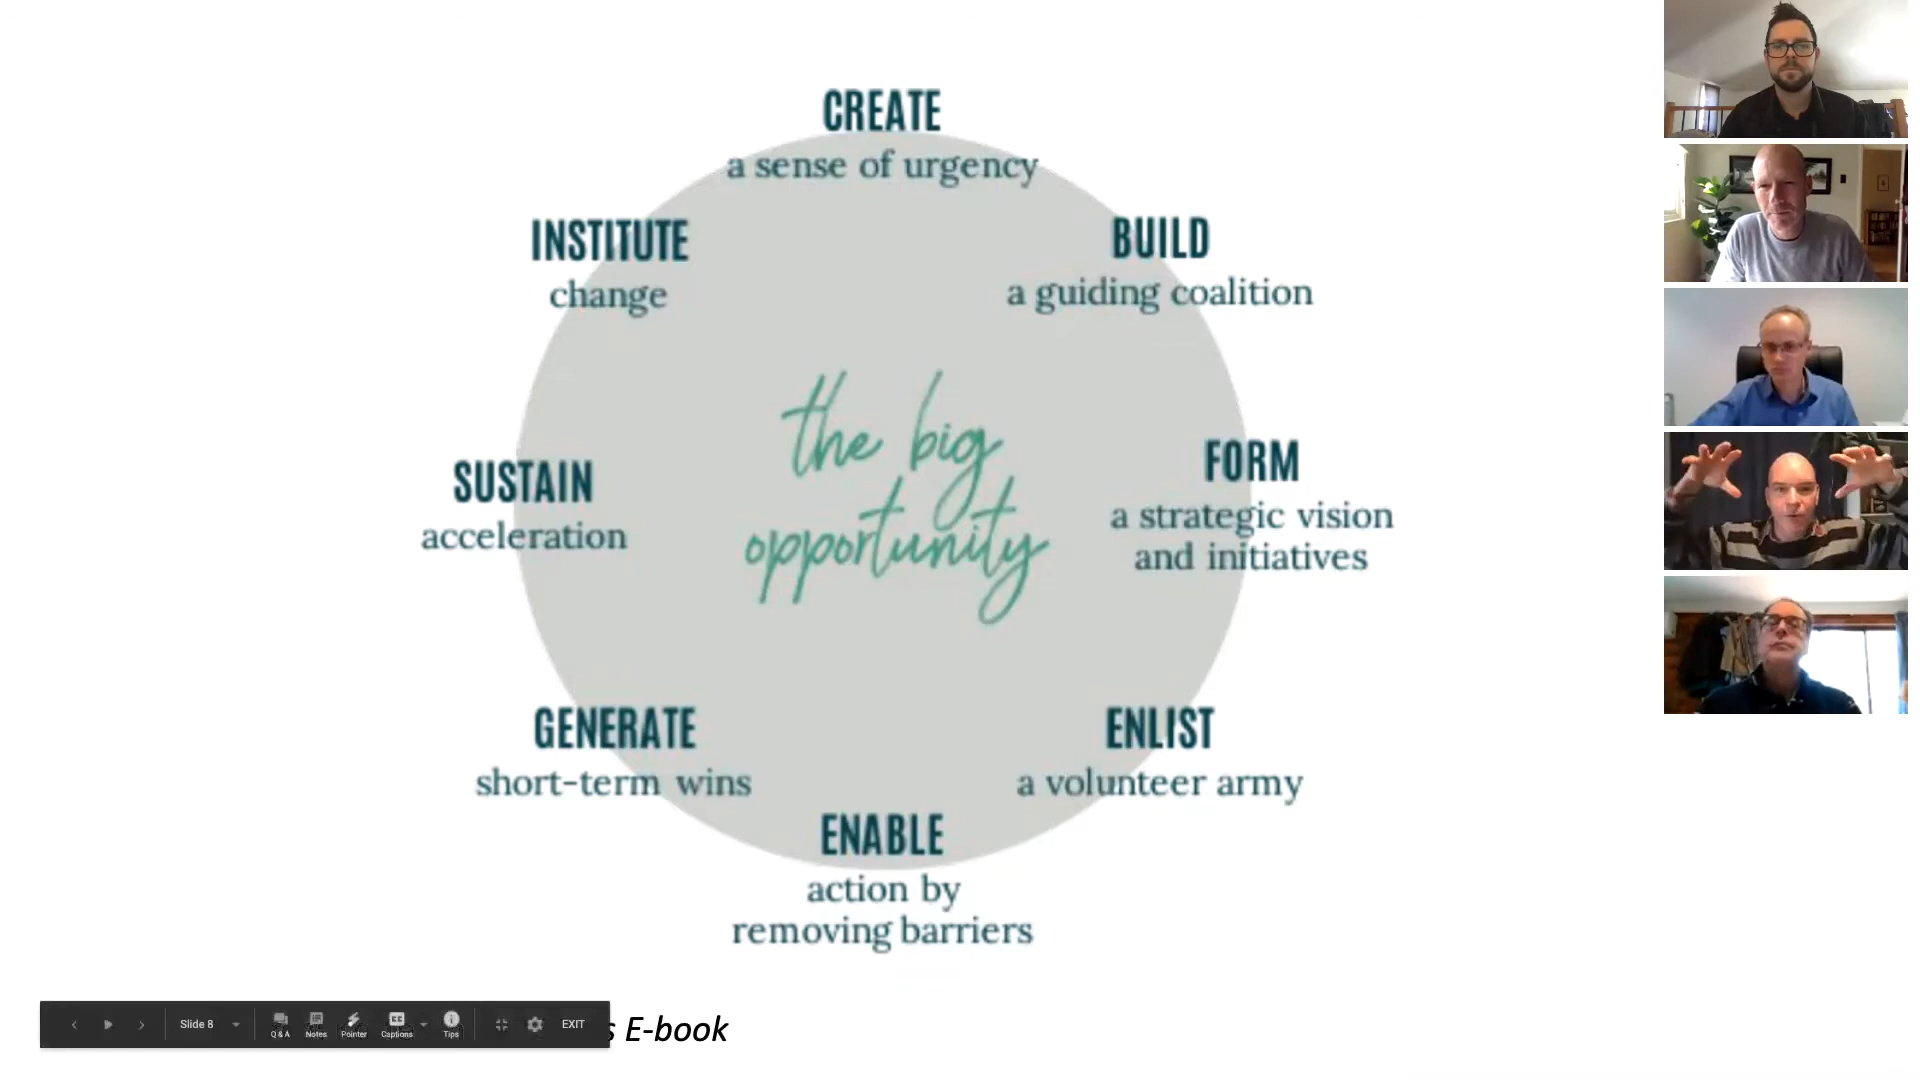 CREATE
a sense of urgency
BUILD
a guiding coalition
FORM
a strategic vision
and initiatives
ENLIST
a volunteer army
ENABLE
action by
removing barriers
GENERATE
short-term wins
SUSTAIN
acceleration
INSTITUTE
change
the big
opportunity
Slide 8
Q & A
Notes
Pointer
CC
Captions
Tips
EXIT
E-book